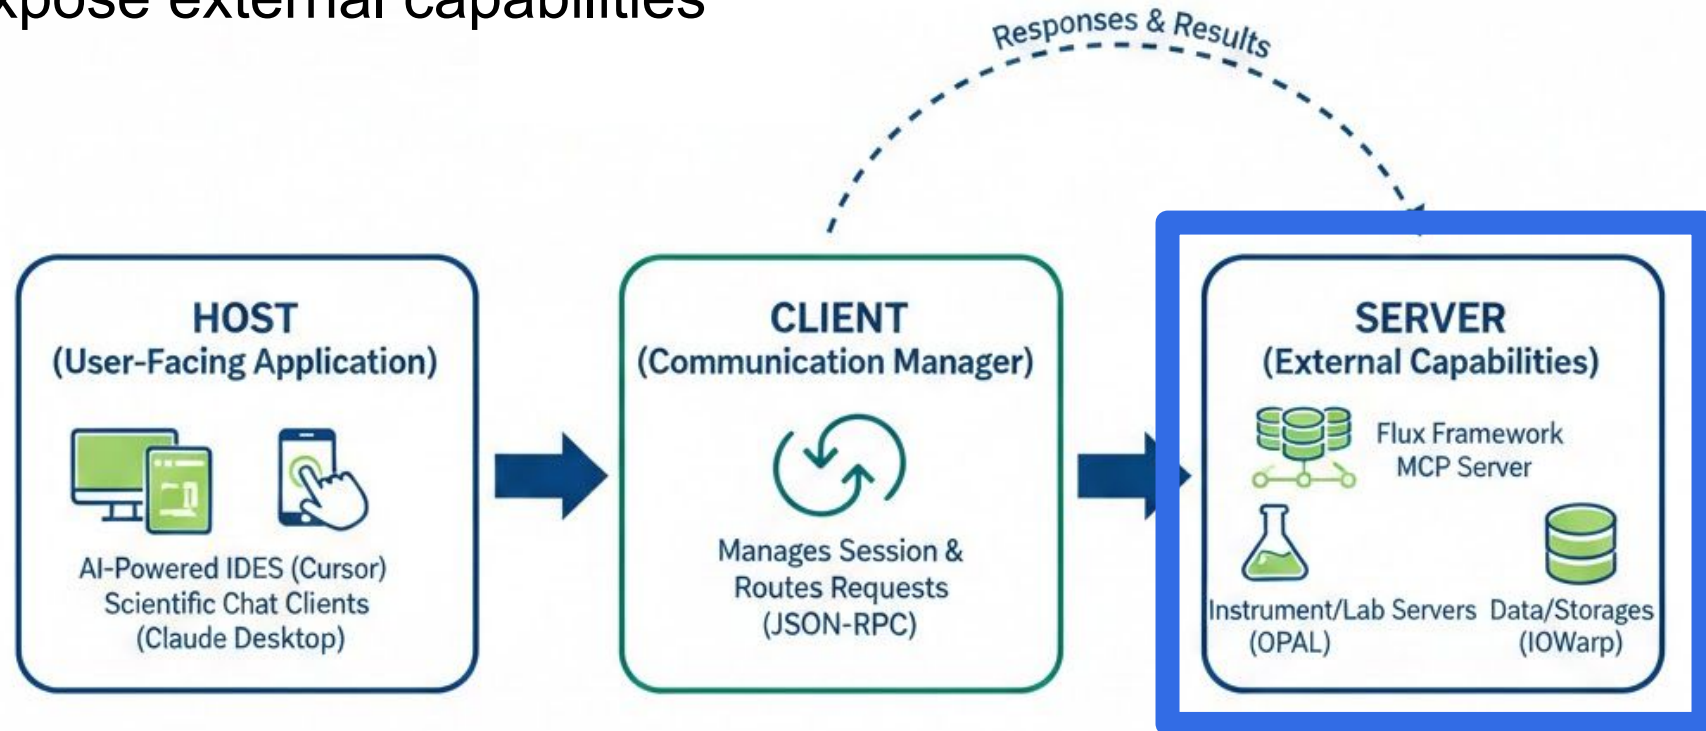 xpose external capabilities
Responses & Results
HOST
(User-Facing Application)
AI-Powered IDES (Cursor)
Scientific Chat Clients
(Claude Desktop)
CLIENT
(Communication Manager)
Manages Session &
Routes Requests
(JSON-RPC)
SERVER
(External Capabilities)
Flux Framework
MCP Server
Instrument/Lab Servers
(OPAL)
Data/Storages
(IOWarp)